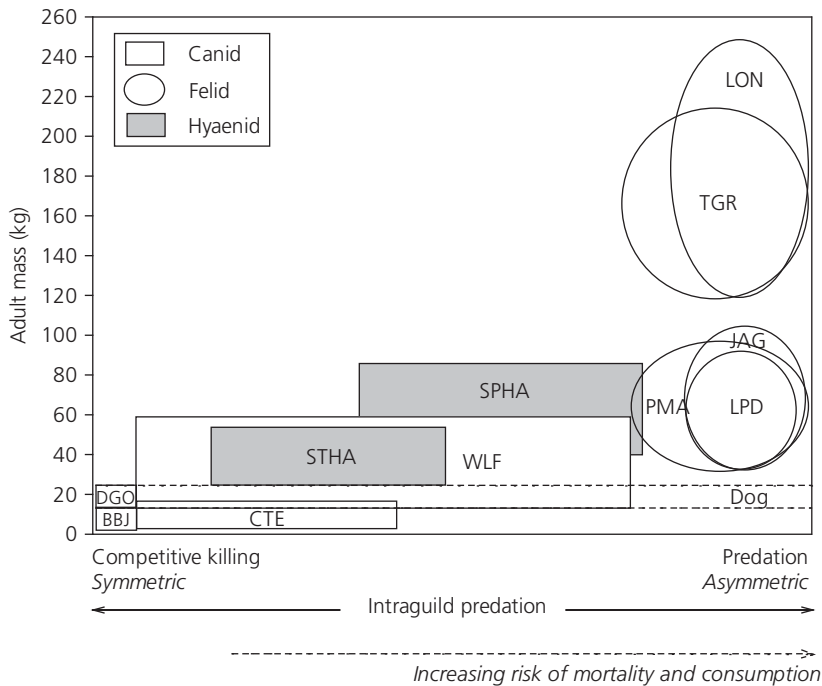 260
240
220
200
180
160
140
120
100
80
60
40
20
0
Adult mass (kg)
Canid
Felid
Hyaenid
LON
TGR
JAG
SPHA
PMA
LPD
STHA
WLF
DGO
Dog
BBJ
CTE
Competitive killing
Predation
Symmetric
Asymmetric
Intraguild predation
Increasing risk of mortality and consumption